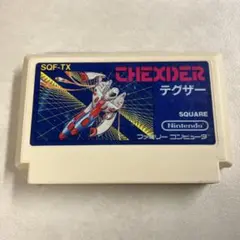 SQF-TX
THEXDER
テグザー
SQUARE
Nintendo
ファミリー コンピュータ